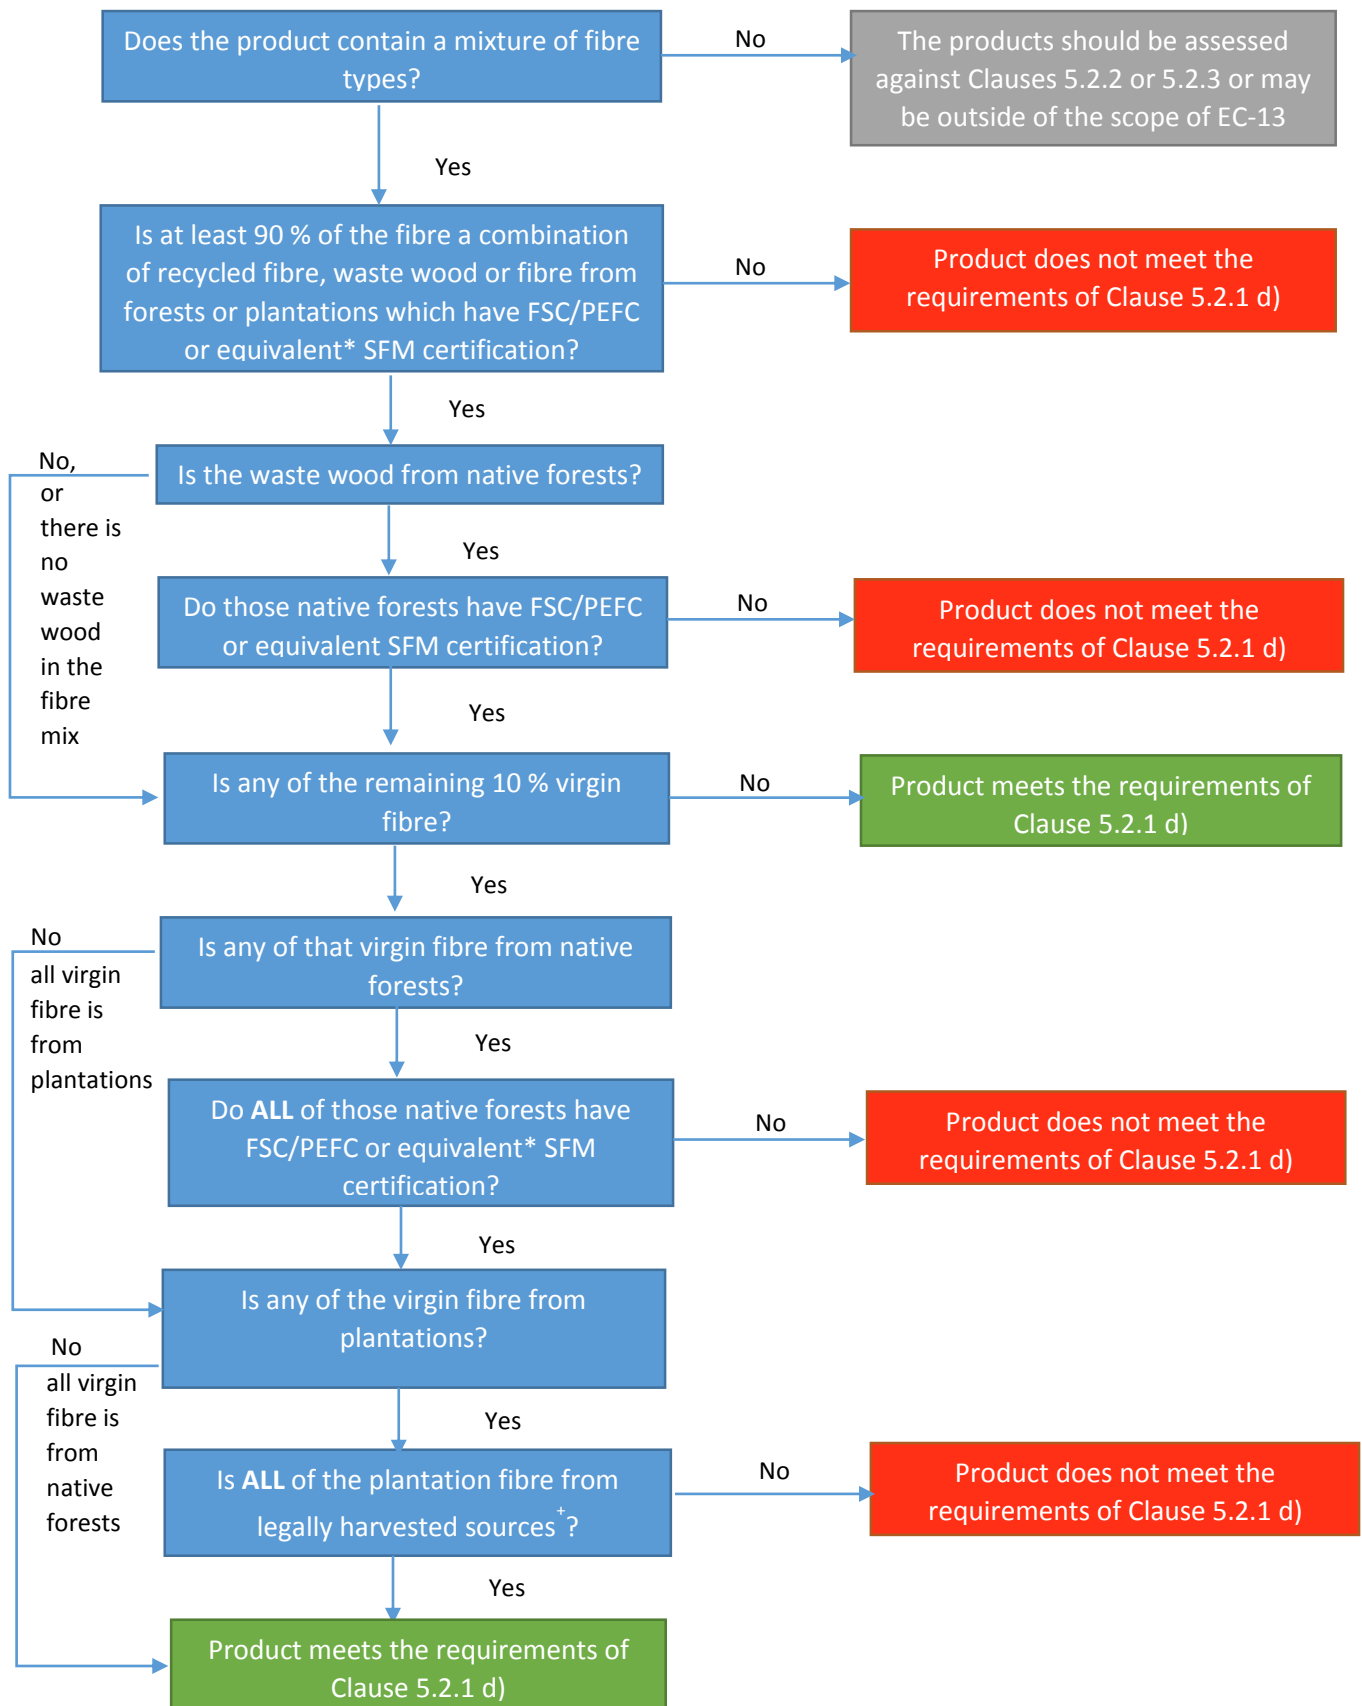 Does the product contain a mixture of fibre
types?
No
The products should be assessed
against Clauses 5.2.2 or 5.2.3 or may
be outside of the scope of EC-13
Yes
Is at least 90 % of the fibre a combination
of recycled fibre, waste wood or fibre from
forests or plantations which have FSC/PEFC
or equivalent* SFM certification?
No
Product does not meet the
requirements of Clause 5.2.1 d)
Yes
No,
or
there is
no
waste
wood
in the
fibre
mix
Is the waste wood from native forests?
Yes
Do those native forests have FSC/PEFC
or equivalent SFM certification?
No
Product does not meet the
requirements of Clause 5.2.1 d)
Yes
Is any of the remaining 10 % virgin
fibre?
No
Product meets the requirements of
Clause 5.2.1 d)
Yes
No
all virgin
fibre is
from
plantations
Is any of that virgin fibre from native
forests?
Yes
Do ALL of those native forests have
FSC/PEFC or equivalent* SFM
certification?
No
Product does not meet the
requirements of Clause 5.2.1 d)
Yes
Is any of the virgin fibre from
plantations?
No
all virgin
fibre is
from
native
forests
Yes
Is ALL of the plantation fibre from
legally harvested sources+?
No
Product does not meet the
requirements of Clause 5.2.1 d)
Yes
Product meets the requirements of
Clause 5.2.1 d)